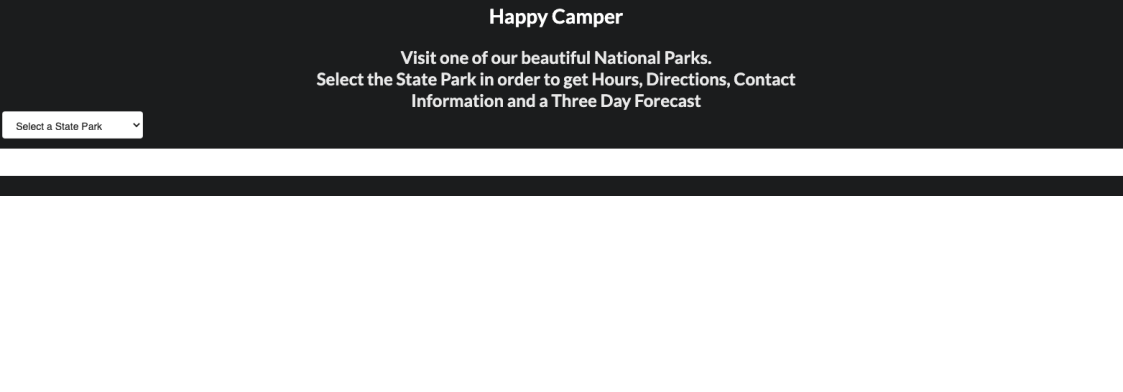 Happy Camper
Visit one of our beautiful National Parks.
Select the State Park in order to get Hours, Directions, Contact
Information and a Three Day Forecast
Select a State Park